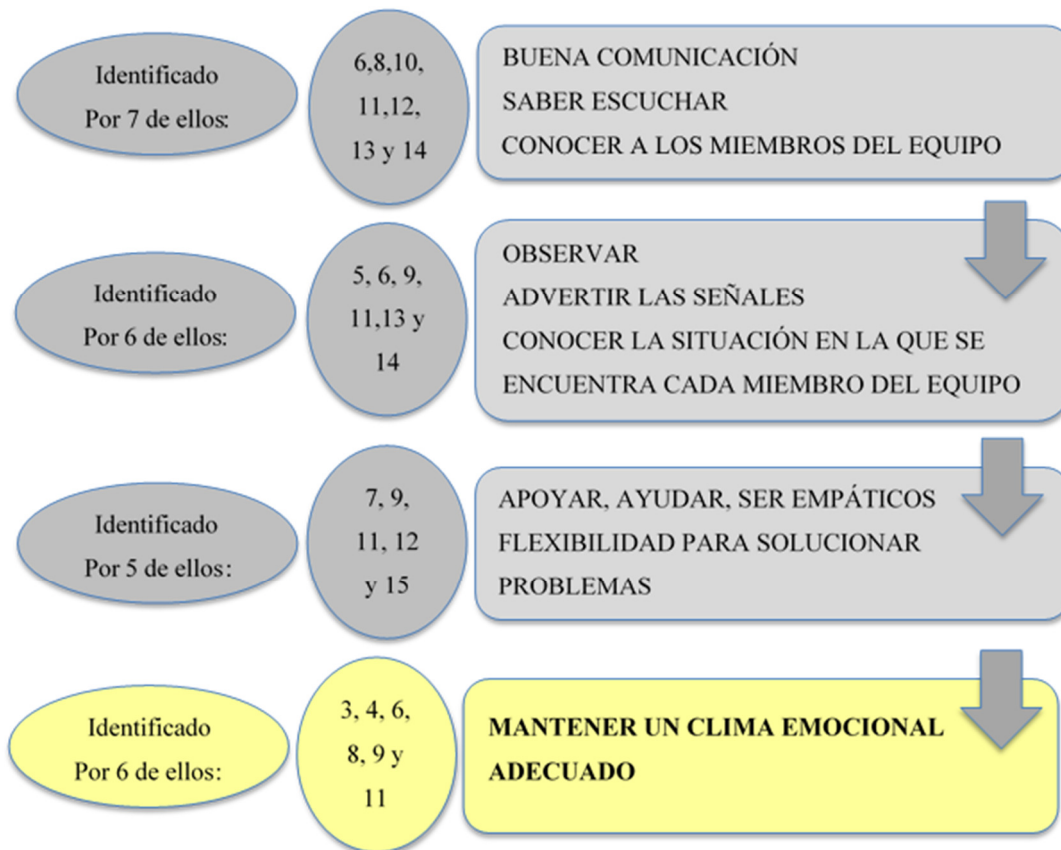 Identificado
Por 7 de ellos:
6,8,10,
11,12,
13 y 14
BUENA COMUNICACIÓN
SABER ESCUCHAR
CONOCER A LOS MIEMBROS DEL EQUIPO
Identificado
Por 6 de ellos:
5, 6, 9,
11,13 y
14
OBSERVAR
ADVERTIR LAS SEÑALES
CONOCER LA SITUACIÓN EN LA QUE SE
ENCUENTRA CADA MIEMBRO DEL EQUIPO
Identificado
Por 5 de ellos:
7, 9,
11, 12
y 15
APOYAR, AYUDAR, SER EMPÁTICOS
FLEXIBILIDAD PARA SOLUCIONAR
PROBLEMAS
Identificado
Por 6 de ellos:
3, 4, 6,
8, 9 y
11
MANTENER UN CLIMA EMOCIONAL
ADECUADO